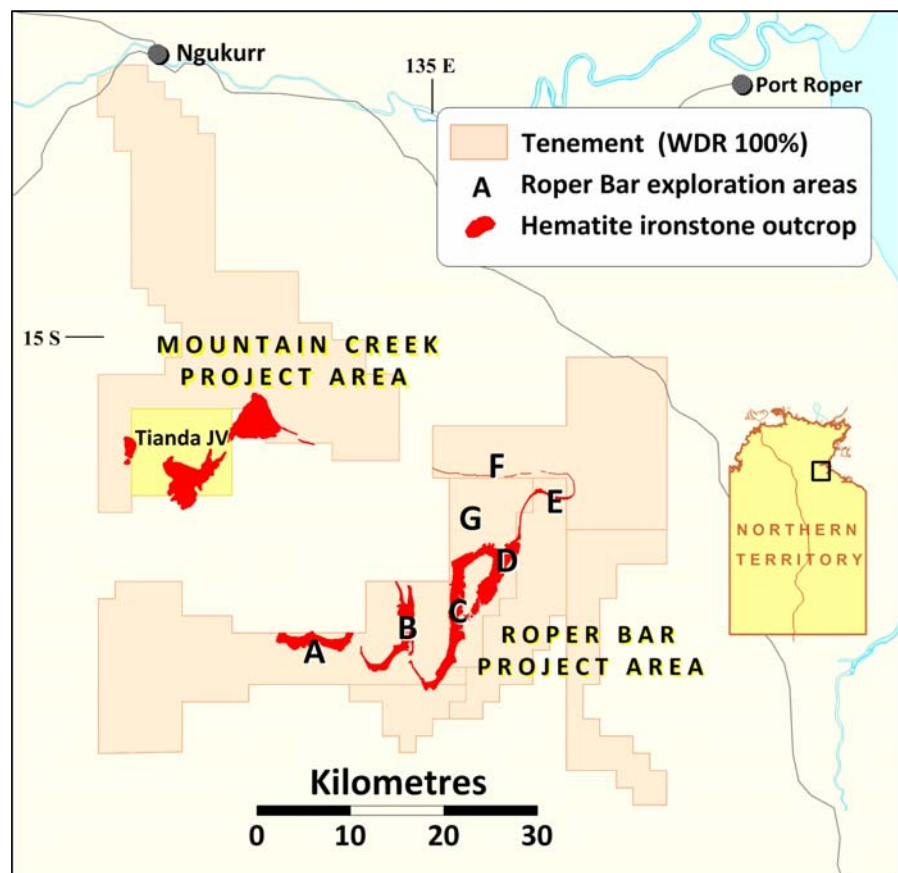 Ngukurr
135 E
Port Roper
Tenement (WDR 100%)
A Roper Bar exploration areas
Hematite ironstone outcrop
15 S
MOUNTAIN CREEK
PROJECT AREA
Tianda JV
F
E
G
D
C
B
A
ROPER BAR
PROJECT AREA
NORTHERN
TERRITORY
Kilometres
0 10 20 30